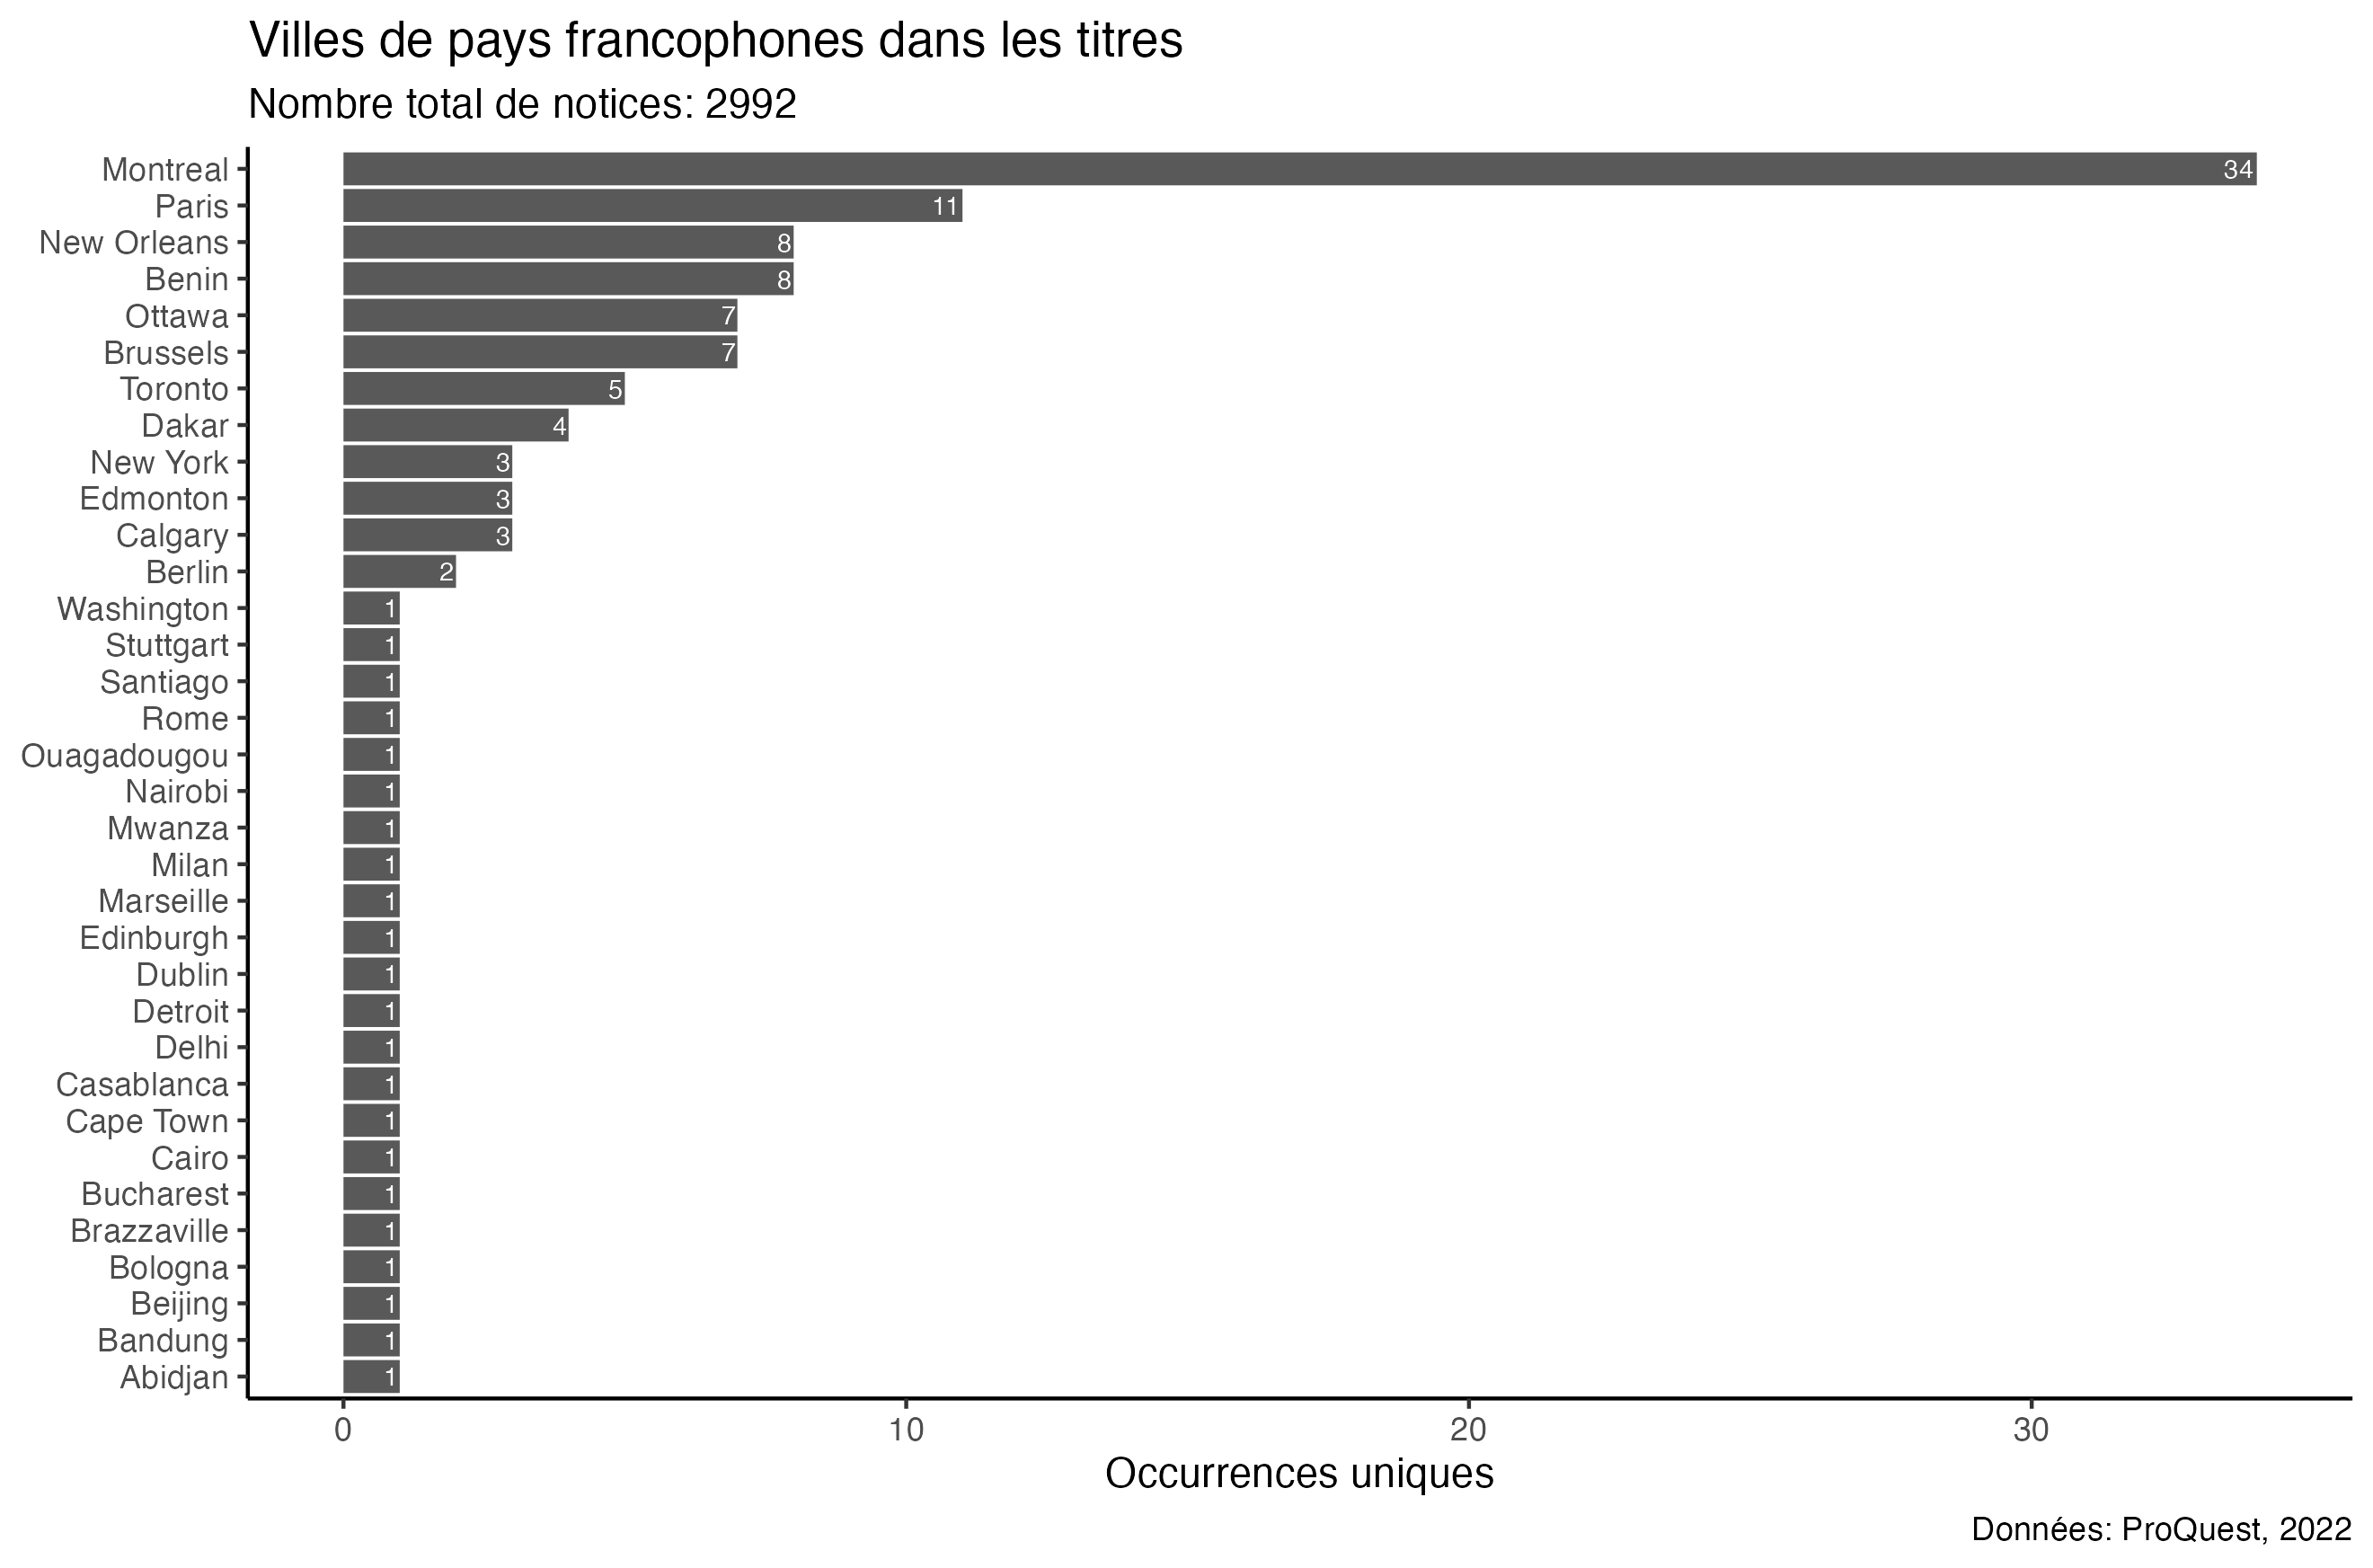 Villes de pays francophones dans les titres
Nombre total de notices: 2992
Montreal 34
Paris 11
New Orleans 8
Benin 8
Ottawa 7
Brussels 7
Toronto 5
Dakar 4
New York 3
Edmonton 3
Calgary 3
Berlin 2
Washington 1
Stuttgart 1
Santiago 1
Rome 1
Ouagadougou 1
Nairobi 1
Mwanza 1
Milan 1
Marseille 1
Edinburgh 1
Dublin 1
Detroit 1
Delhi 1
Casablanca 1
Cape Town 1
Cairo 1
Bucharest 1
Brazzaville 1
Bologna 1
Beijing 1
Bandung 1
Abidjan 1
0 10 20 30
Occurrences uniques
Données: ProQuest, 2022